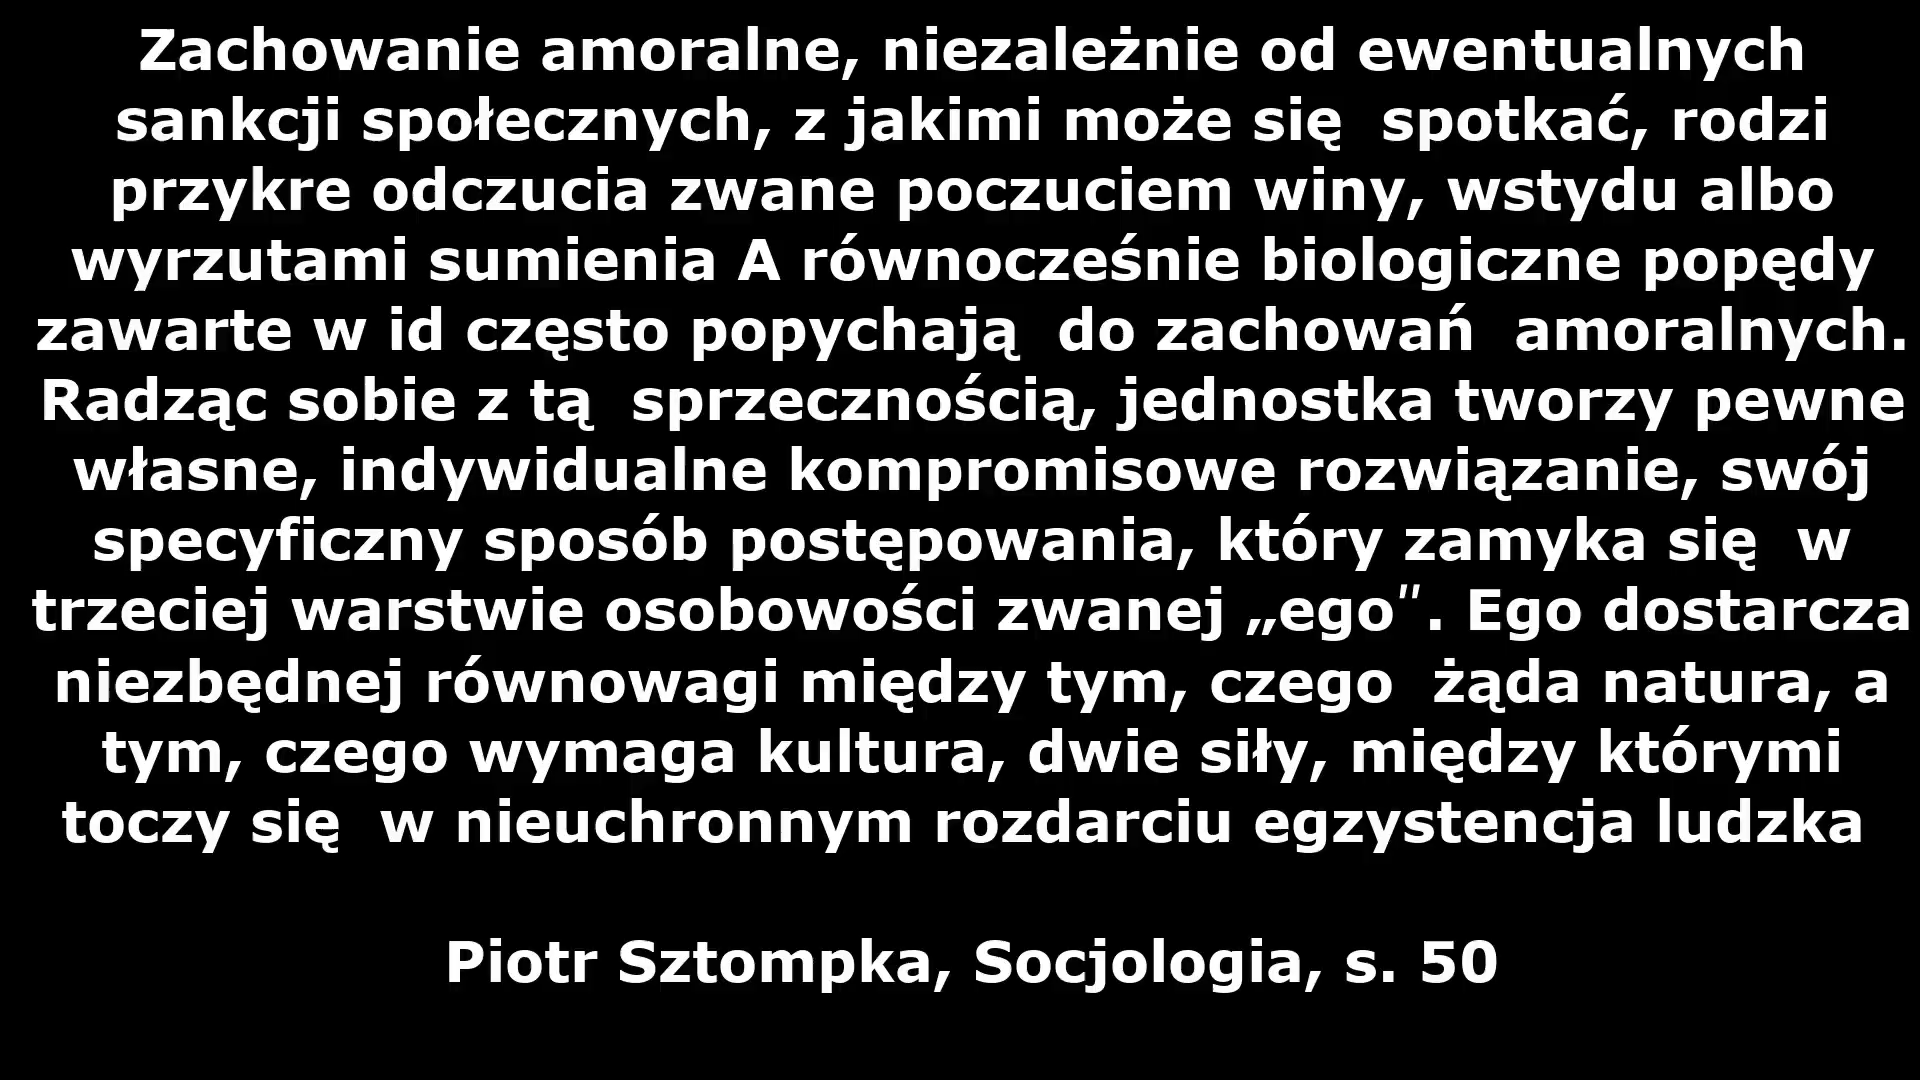 Zachowanie amoralne, niezależnie od ewentualnych
sankcji społecznych, z jakimi może się  spotkać, rodzi
przykre odczucia zwane poczuciem winy, wstydu albo
wyrzutami sumienia A równocześnie biologiczne popędy
zawarte w id często popychają  do zachowań  amoralnych.
Radząc sobie z tą  sprzecznością, jednostka tworzy pewne
własne, indywidualne kompromisowe rozwiązanie, swój
specyficzny sposób postępowania, który zamyka się  w
trzeciej warstwie osobowości zwanej „ego″. Ego dostarcza
niezbędnej równowagi między tym, czego  żąda natura, a
tym, czego wymaga kultura, dwie siły, między którymi
toczy się  w nieuchronnym rozdarciu egzystencja ludzka
Piotr Sztompka, Socjologia, s. 50